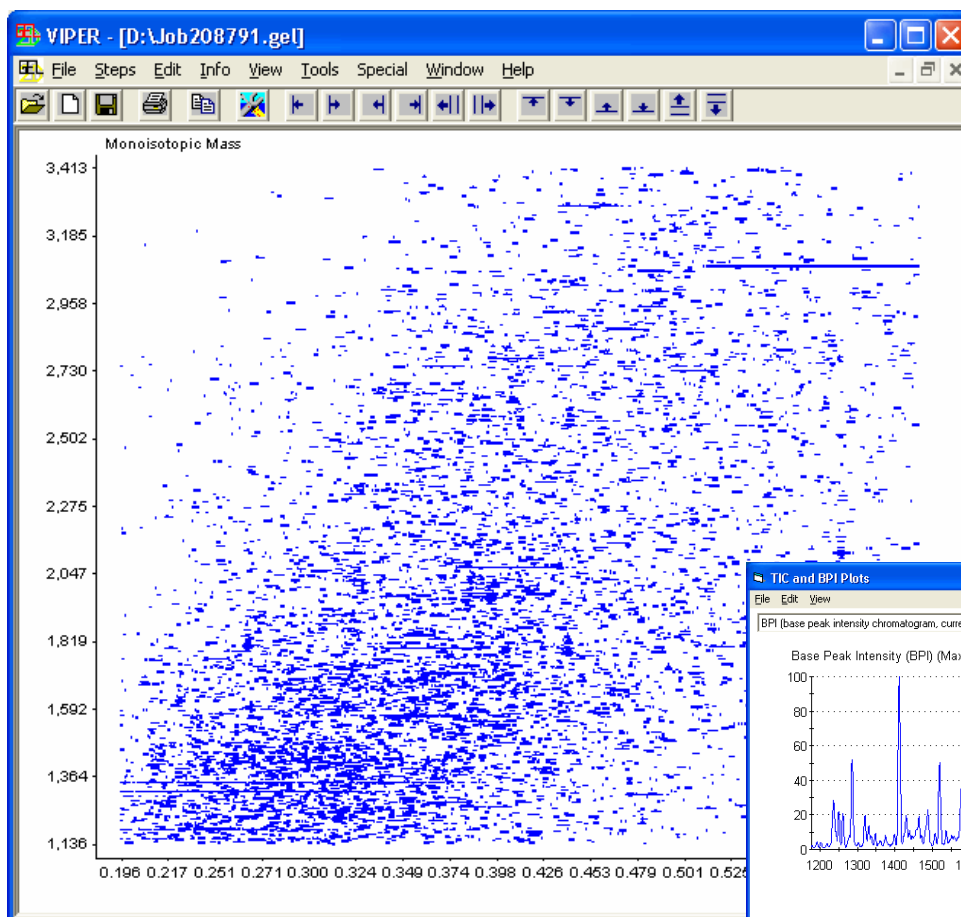 VIPER - [D:\Job208791.gel]
File Steps Edit Info View Tools Special Window Help
Monoisotopic Mass
3,413
3,185
2,958
2,730
2,502
2,275
2,047
1,819
1,592
1,364
1,136
0.196 0.217 0.251 0.271 0.300 0.324 0.349 0.374 0.398 0.426 0.453 0.479 0.501 0.525
TIC and BPI Plots
File Edit View
BPI (base peak intensity chromatogram, curre
Base Peak Intensity (BPI) (Max
100
80
60
40
20
0
1200 1300 1400 1500